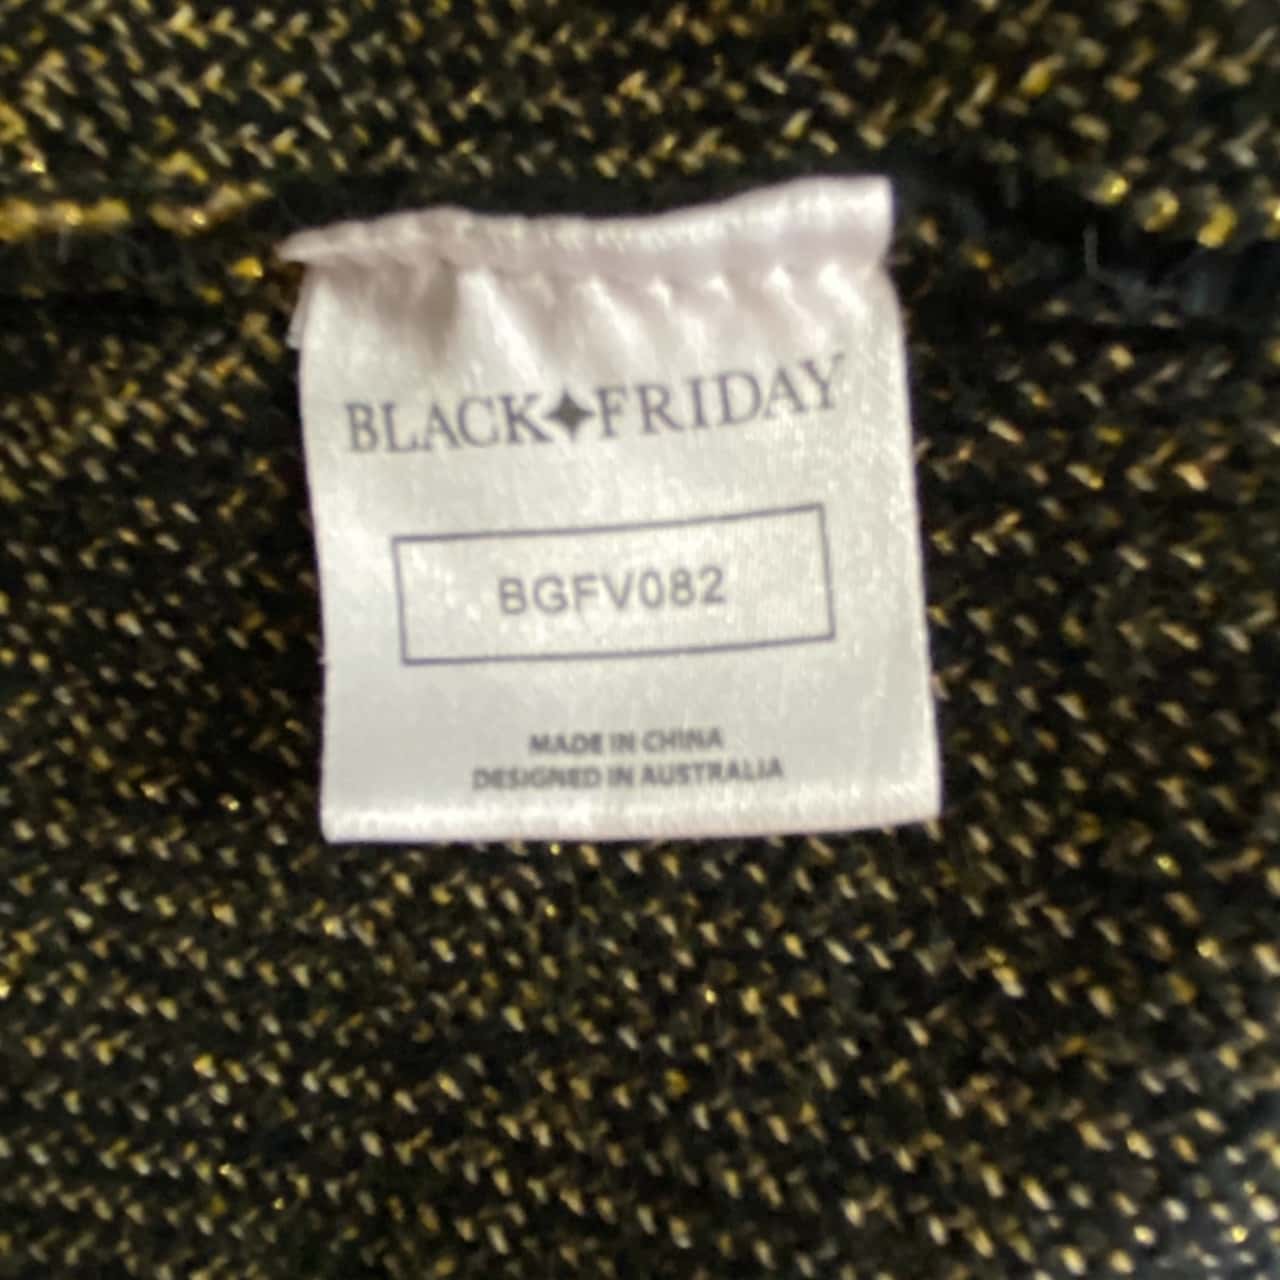 BLACK✦FRIDAY
BGFV082
MADE IN CHINA
DESIGNED IN AUSTRALIA